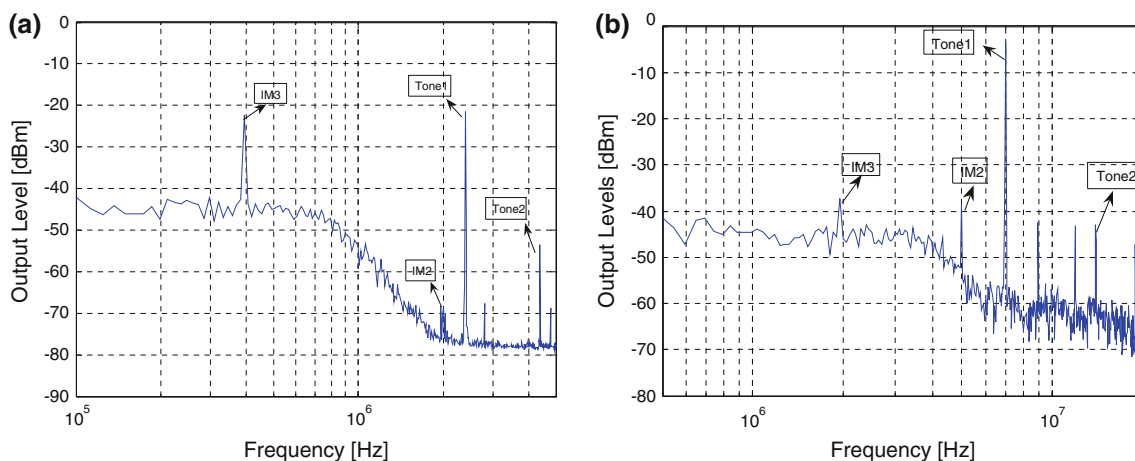 (a)
0
-10
-20
-30
-40
-50
-60
-70
-80
-90
Output Level [dBm]
IM3
Tone1
Tone2
IM2
10^5
10^6
Frequency [Hz]
(b)
0
-10
-20
-30
-40
-50
-60
-70
-80
Output Levels [dBm]
Tone1
IM3
IM2
Tone2
10^6
10^7
Frequency [Hz]